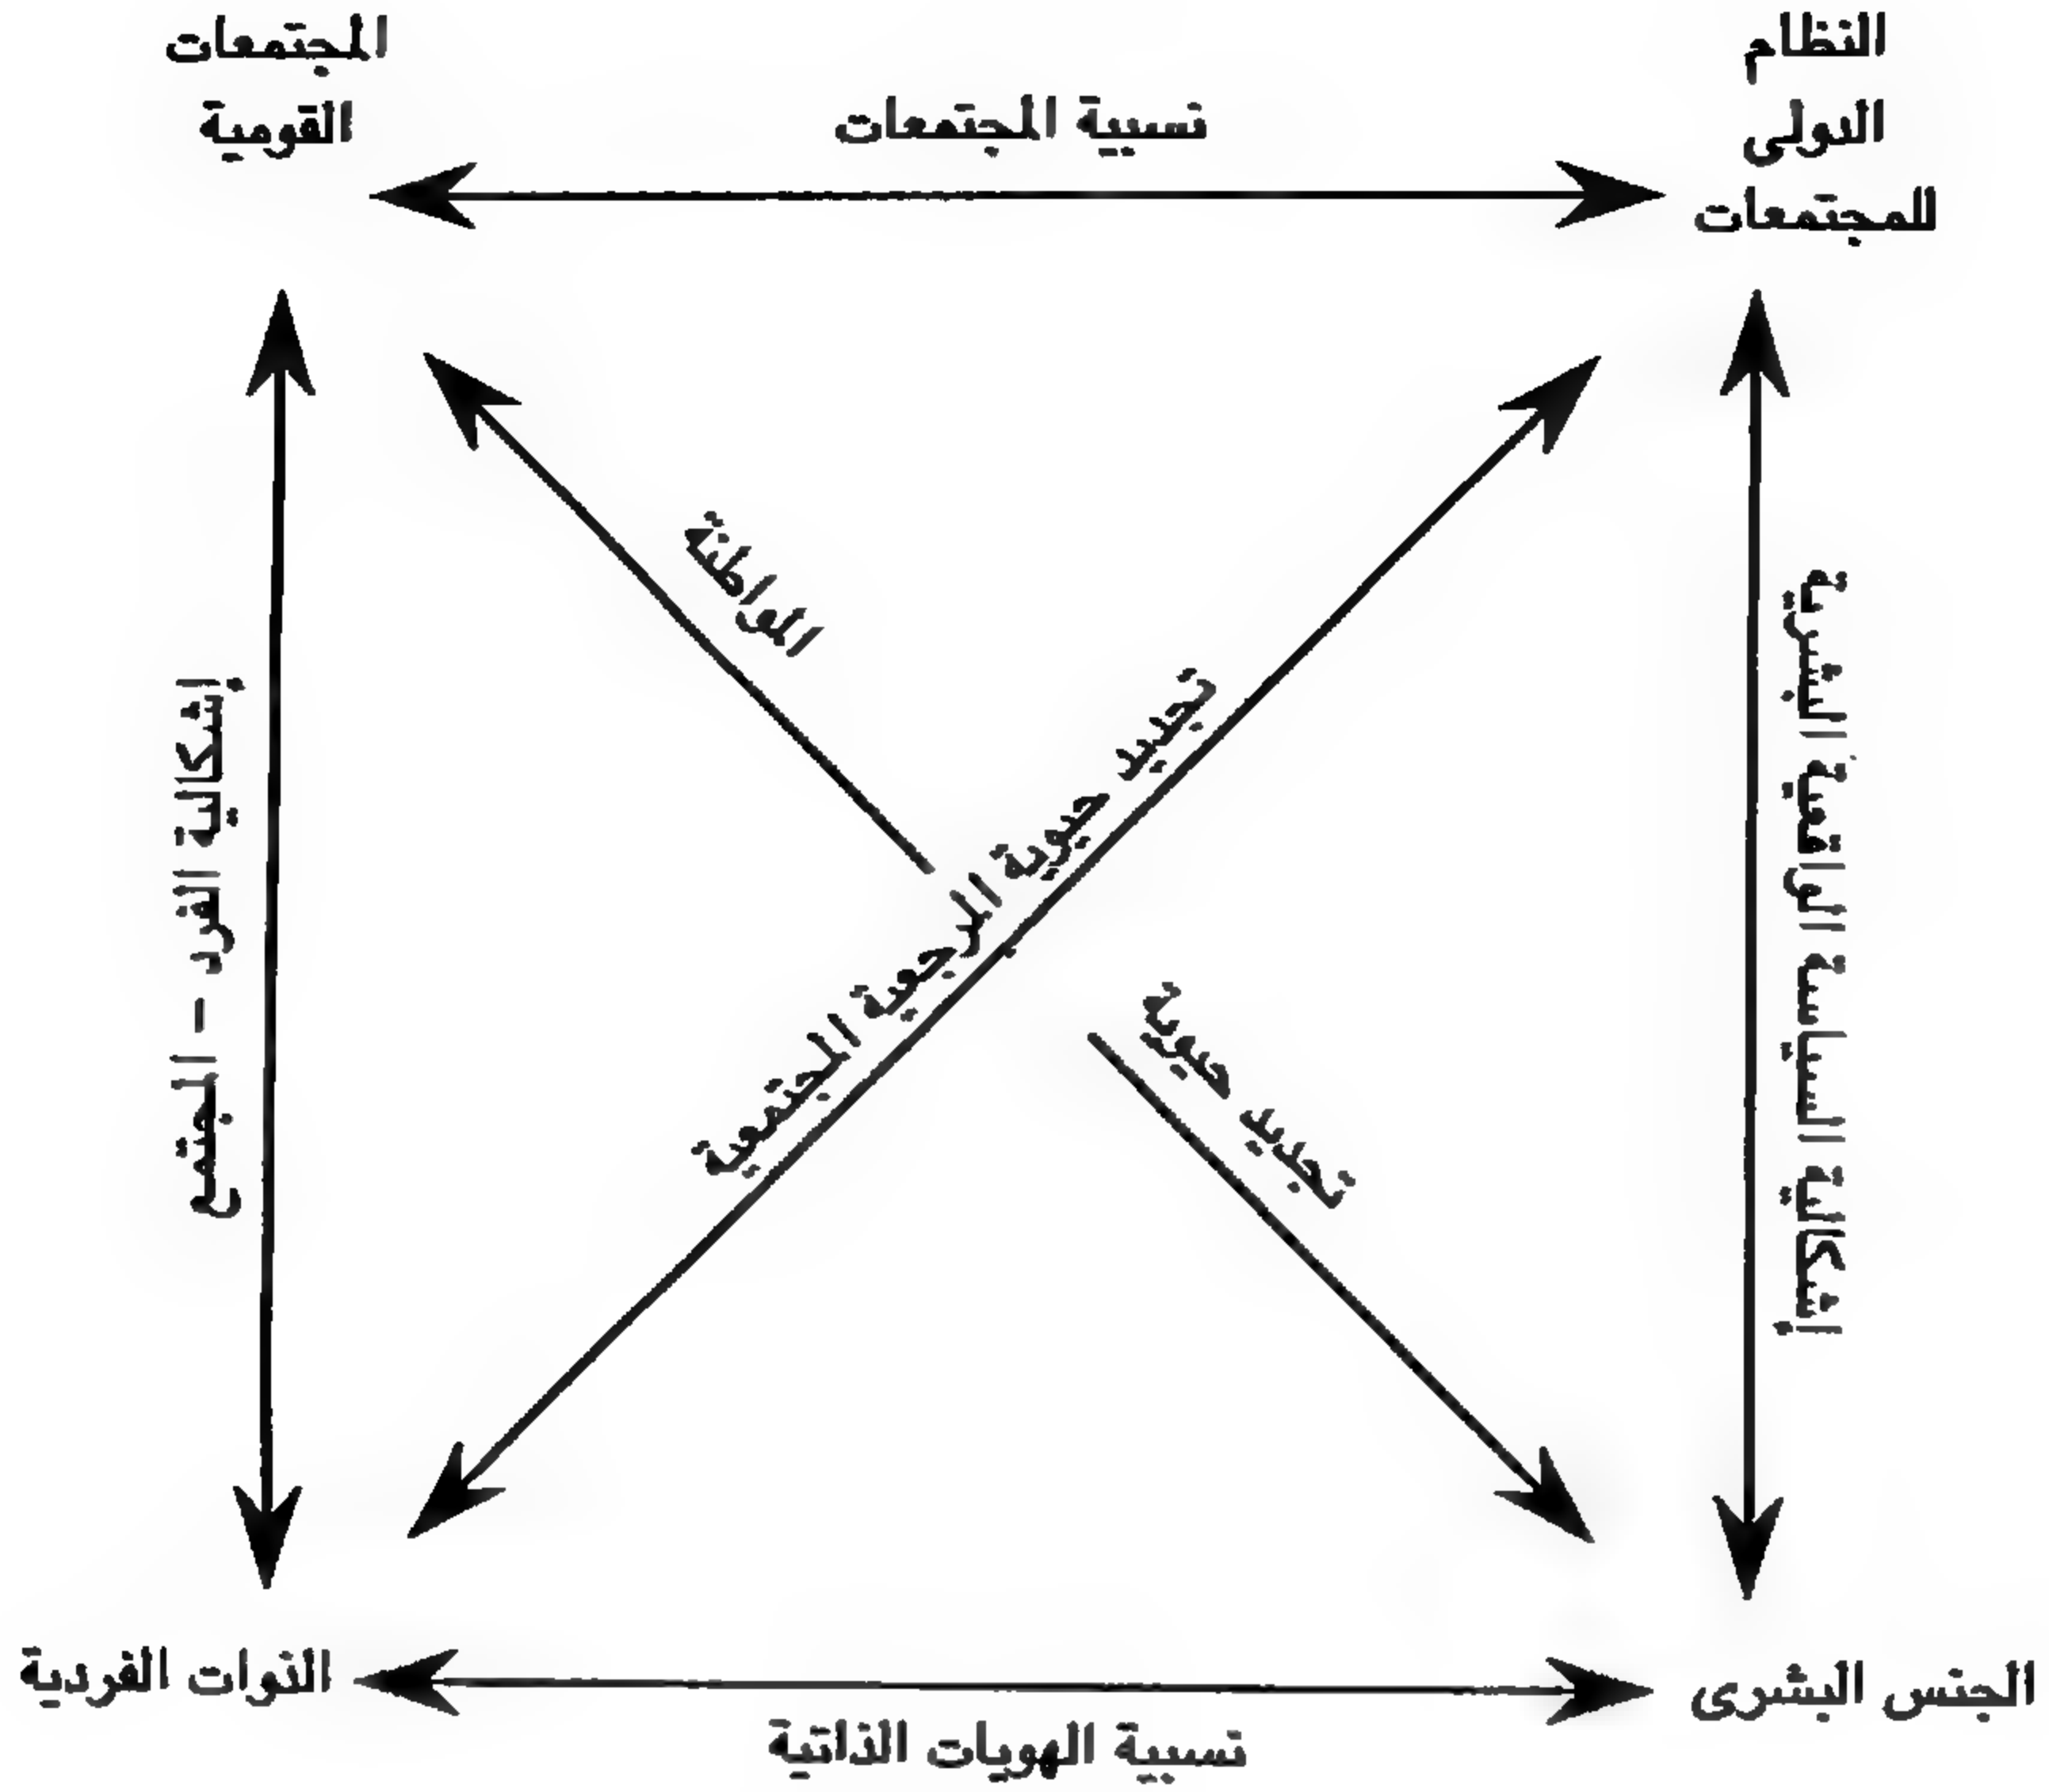 النظام
الدولى
للمجتمعات
نسبية المجتمعات
المجتمعات
القومية
المواطنة
تجديد حيوية المرجعية المجتمعية
تجديد حيوية
إشكالية السياسة الواقعية البشرية
إشكالية الفرد - المجتمع
الجنس البشرى
نسبية الهويات الذاتية
الذوات الفردية